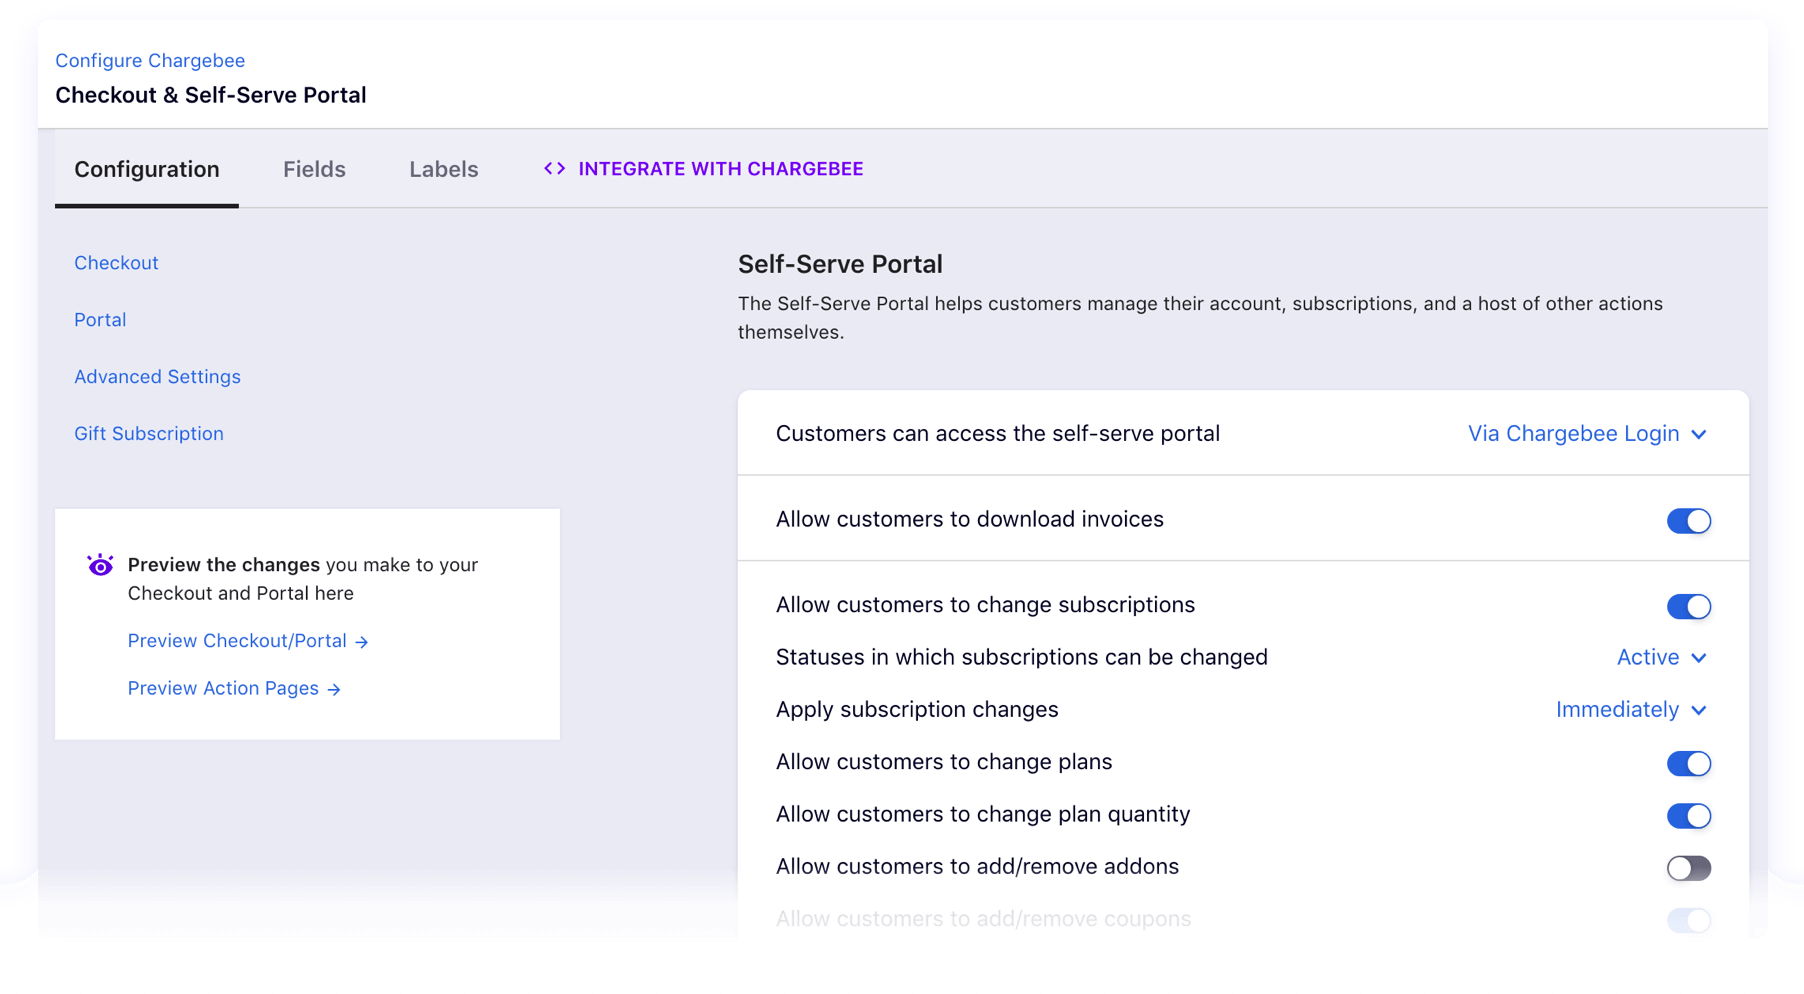 Configure Chargebee
Checkout & Self-Serve Portal
Configuration
Fields
Labels
<> INTEGRATE WITH CHARGEBEE
Checkout
Portal
Advanced Settings
Gift Subscription
Preview the changes you make to your
Checkout and Portal here
Preview Checkout/Portal →
Preview Action Pages →
Self-Serve Portal
The Self-Serve Portal helps customers manage their account, subscriptions, and a host of other actions
themselves.
Customers can access the self-serve portal
Via Chargebee Login
Allow customers to download invoices
Allow customers to change subscriptions
Statuses in which subscriptions can be changed
Active
Apply subscription changes
Immediately
Allow customers to change plans
Allow customers to change plan quantity
Allow customers to add/remove addons
Allow customers to add/remove coupons